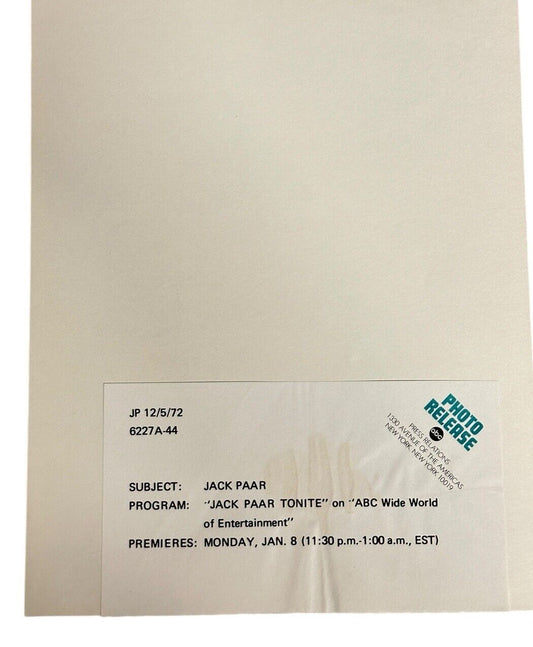 JP 12/5/72
6227A-44
PHOTO
RELEASE
abc
PRESS RELATIONS
1330 AVENUE OF THE AMERICAS
NEW YORK, NEW YORK 10019
SUBJECT: JACK PAAR
PROGRAM: "JACK PAAR TONITE" on "ABC Wide World
of Entertainment"
PREMIERES: MONDAY, JAN. 8 (11:30 p.m.-1:00 a.m., EST)